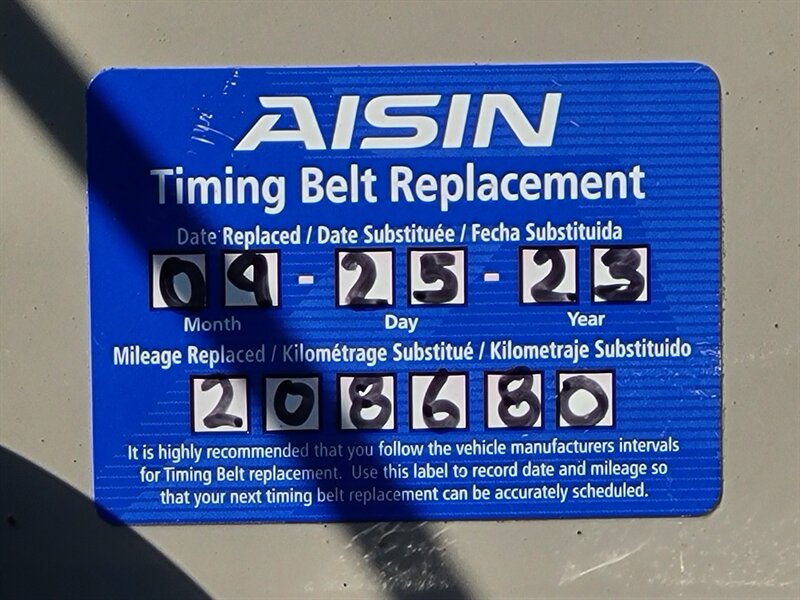 AISIN
Timing Belt Replacement
Date Replaced / Date Substituée / Fecha Substituida
09 - 25 - 23
Month Day Year
Mileage Replaced / Kilométrage Substitué / Kilometraje Substituido
208680
It is highly recommended that you follow the vehicle manufacturers intervals
for Timing Belt replacement. Use this label to record date and mileage so
that your next timing belt replacement can be accurately scheduled.